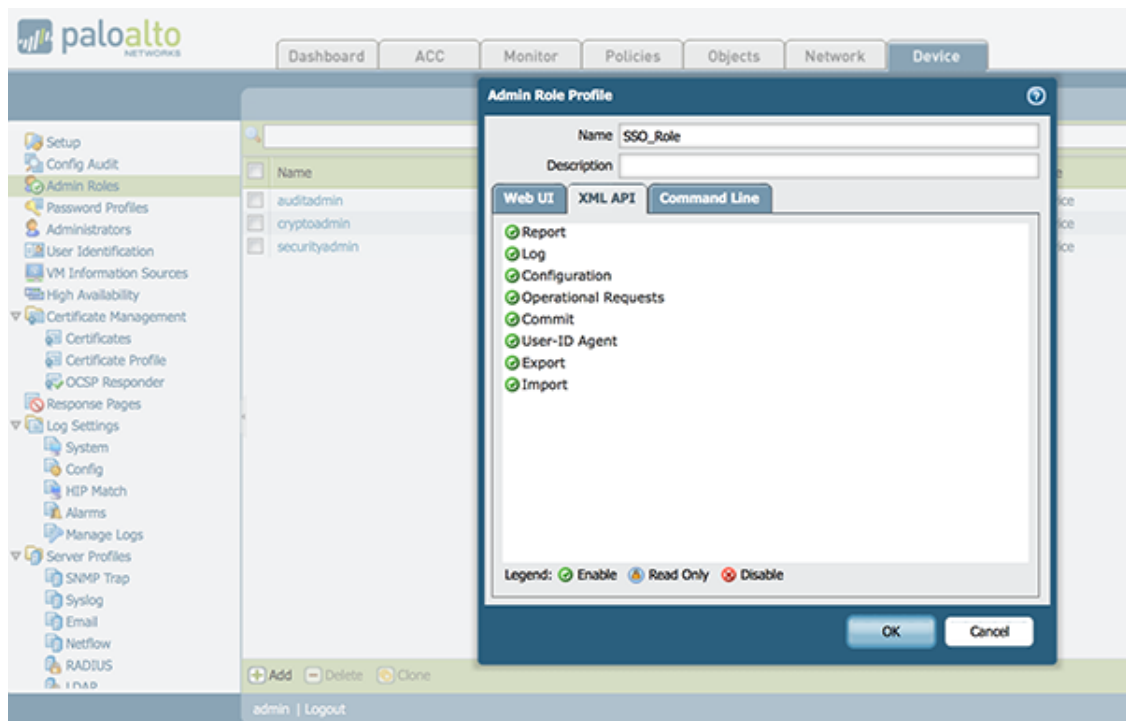 paloalto
NETWORKS
Dashboard ACC Monitor Policies Objects Network Device
Admin Role Profile
Name SSO_Role
Description
Web UI XML API Command Line
Report
Log
Configuration
Operational Requests
Commit
User-ID Agent
Export
Import
Legend: Enable Read Only Disable
OK Cancel
Setup
Config Audit
Admin Roles
Password Profiles
Administrators
User Identification
VM Information Sources
High Availability
Certificate Management
Certificates
Certificate Profile
OCSP Responder
Response Pages
Log Settings
System
Config
HIP Match
Alarms
Manage Logs
Server Profiles
SNMP Trap
Syslog
Email
Netflow
RADIUS
LDAP
Name
auditadmin
cryptoadmin
securityadmin
Add Delete Clone
admin | Logout